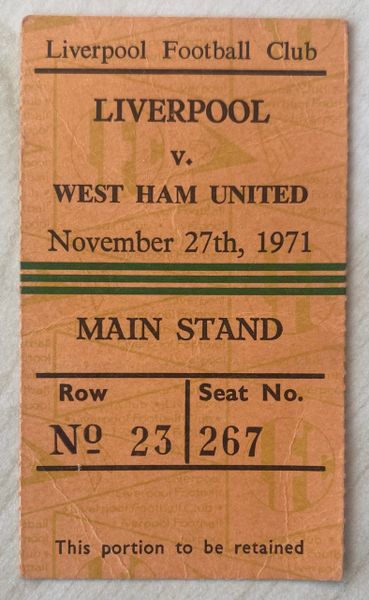 Liverpool Football Club
LIVERPOOL
v.
WEST HAM UNITED
November 27th, 1971
MAIN STAND
Row Seat No.
Nº 23 267
This portion to be retained